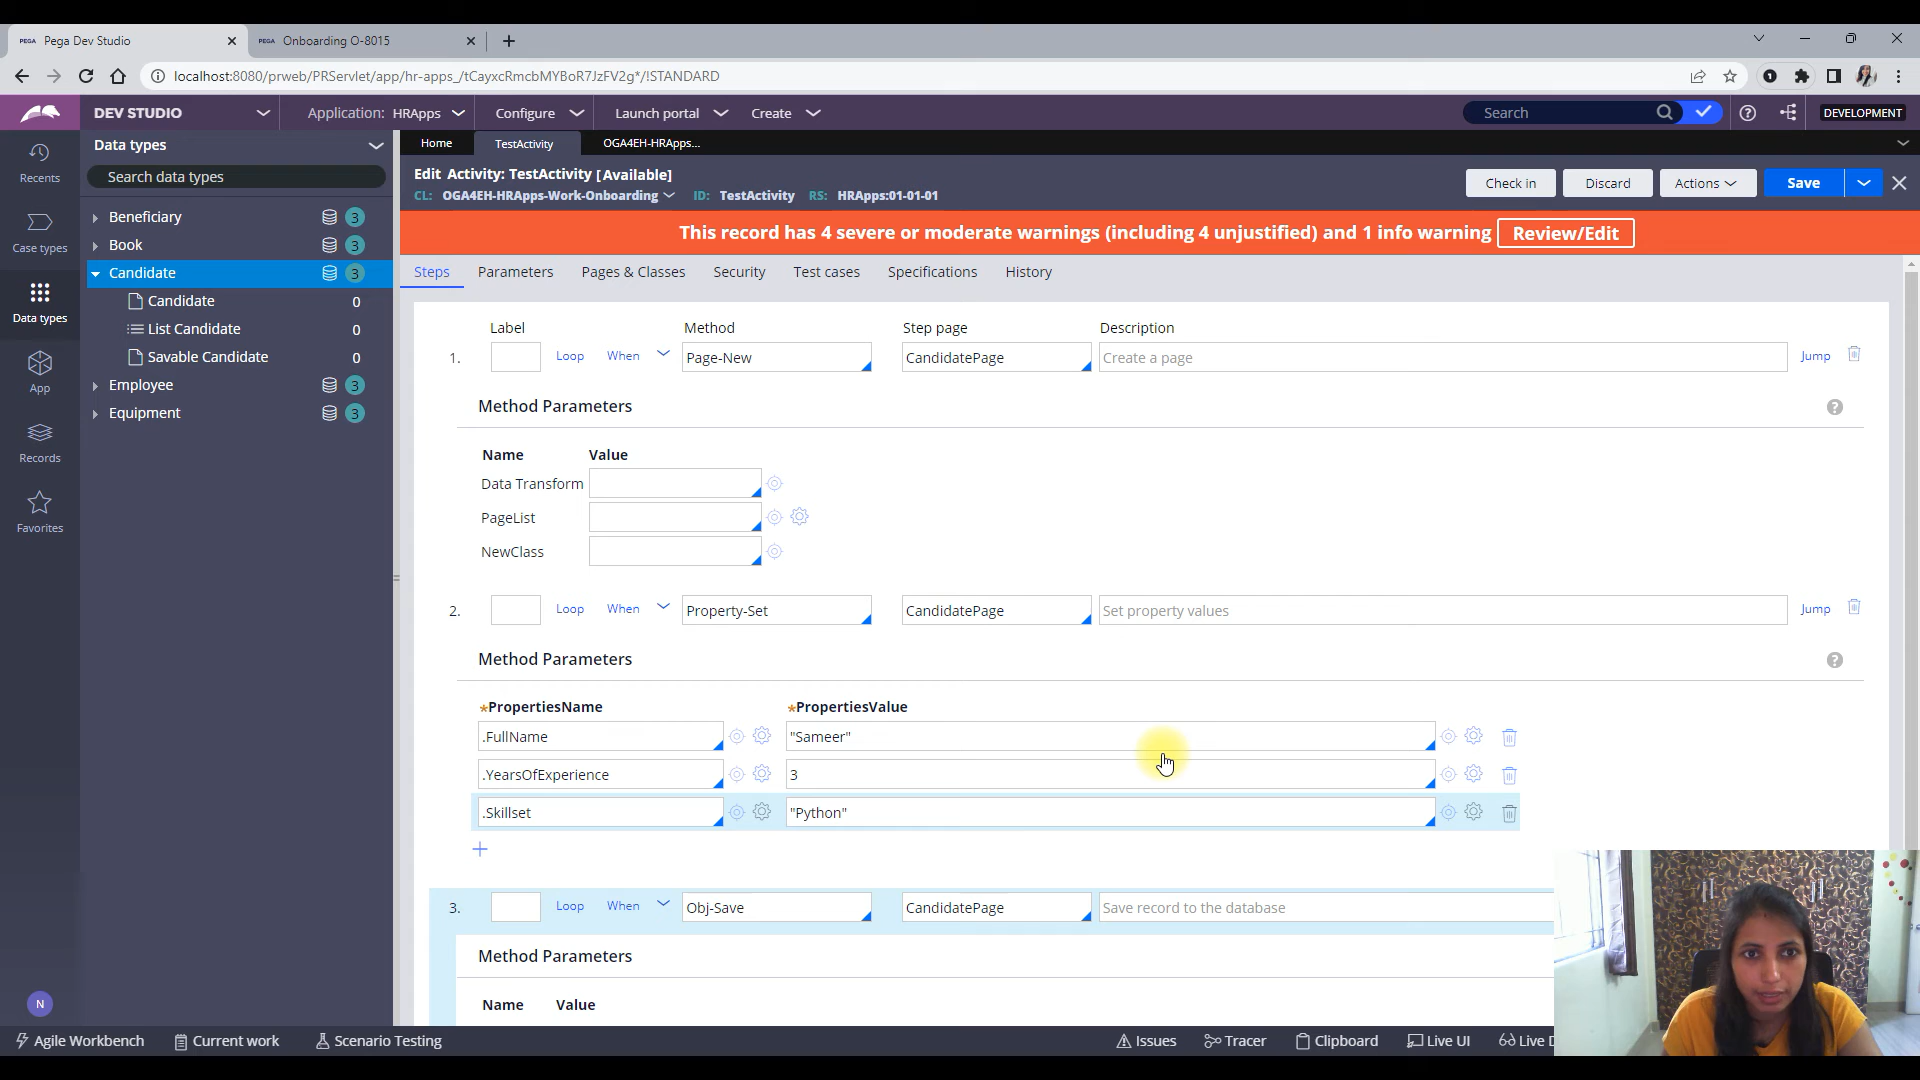 PEGA Pega Dev Studio
PEGA Onboarding O-8015
localhost:8080/prweb/PRServlet/app/hr-apps_/tCayxcRmcbMYBoR7JzFV2g*/!STANDARD
DEV STUDIO
Application: HRApps
Configure
Launch portal
Create
Search
DEVELOPMENT
Recents
Case types
Data types
App
Records
Favorites
N
Data types
Search data types
Beneficiary 3
Book 3
Candidate 3
Candidate 0
List Candidate 0
Savable Candidate 0
Employee 3
Equipment 3
Home
TestActivity
OGA4EH-HRApps...
Edit Activity: TestActivity [Available]
CL: OGA4EH-HRApps-Work-Onboarding ID: TestActivity RS: HRApps:01-01-01
Check in
Discard
Actions
Save
This record has 4 severe or moderate warnings (including 4 unjustified) and 1 info warning Review/Edit
Steps Parameters Pages & Classes Security Test cases Specifications History
Label Method Step page Description
1. Loop When Page-New CandidatePage Create a page Jump
Method Parameters
?
Name Value
Data Transform
PageList
NewClass
2. Loop When Property-Set CandidatePage Set property values Jump
Method Parameters
?
*PropertiesName *PropertiesValue
.FullName "Sameer"
.YearsOfExperience 3
.Skillset "Python"
+
3. Loop When Obj-Save CandidatePage Save record to the database
Method Parameters
Name Value
Agile Workbench
Current work
Scenario Testing
Issues
Tracer
Clipboard
Live UI
Live D